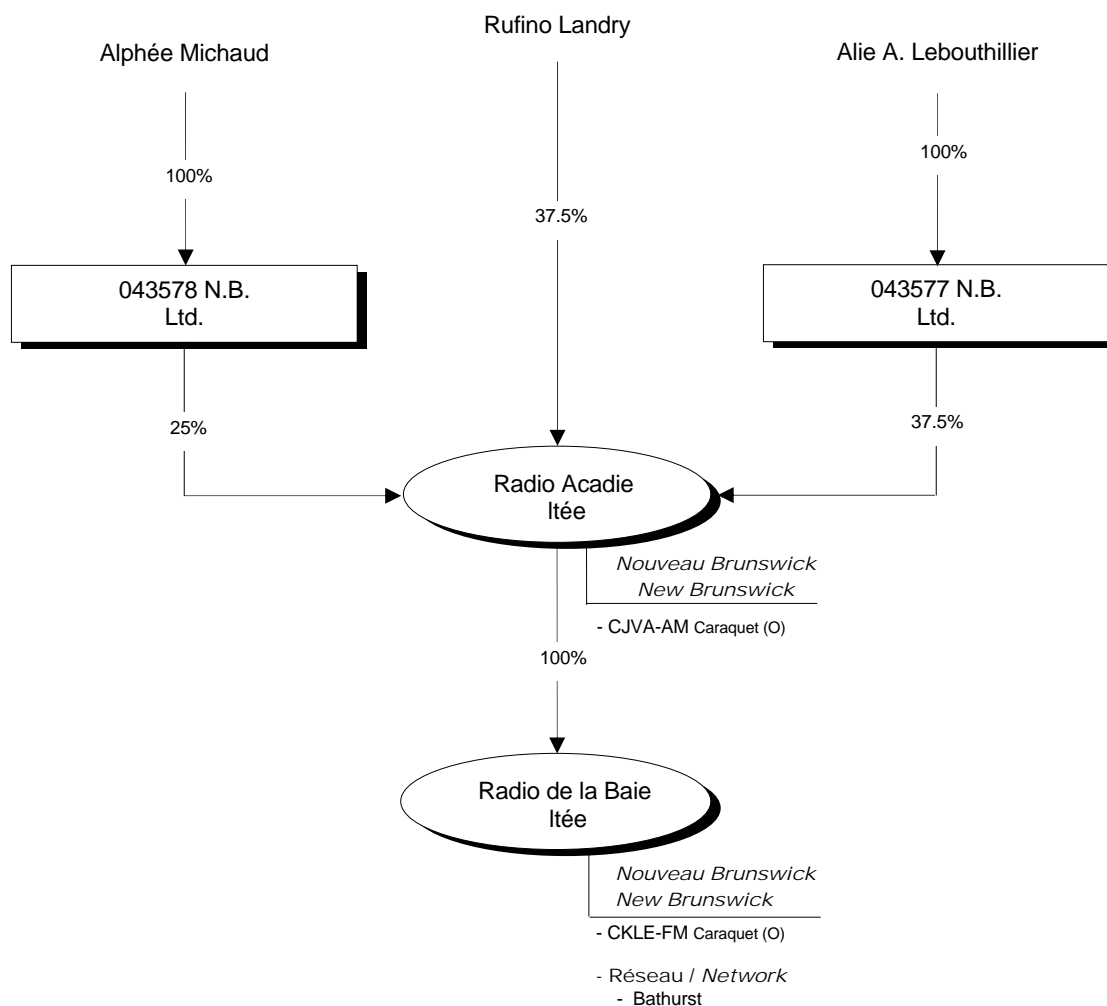 Rufino Landry
Alphée Michaud
Alie A. Lebouthillier
100%
37.5%
100%
043578 N.B.
Ltd.
043577 N.B.
Ltd.
25%
37.5%
Radio Acadie
ltée
Nouveau Brunswick
New Brunswick
- CJVA-AM Caraquet (O)
100%
Radio de la Baie
ltée
Nouveau Brunswick
New Brunswick
- CKLE-FM Caraquet (O)
- Réseau / Network
- Bathurst